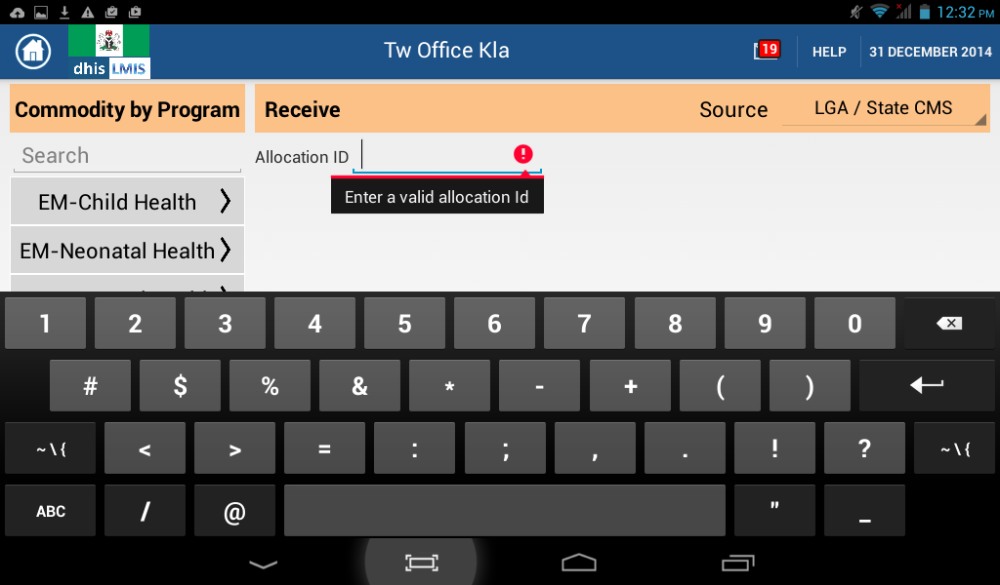 12:32 PM
dhis LMIS
Tw Office Kla
19
HELP
31 DECEMBER 2014
Commodity by Program
Receive
Source
LGA / State CMS
Search
Allocation ID
Enter a valid allocation Id
EM-Child Health
EM-Neonatal Health
1 2 3 4 5 6 7 8 9 0
# $ % & * - + ( )
~ \ { < > = : ; , . ! ? ~ \ {
ABC / @ " _